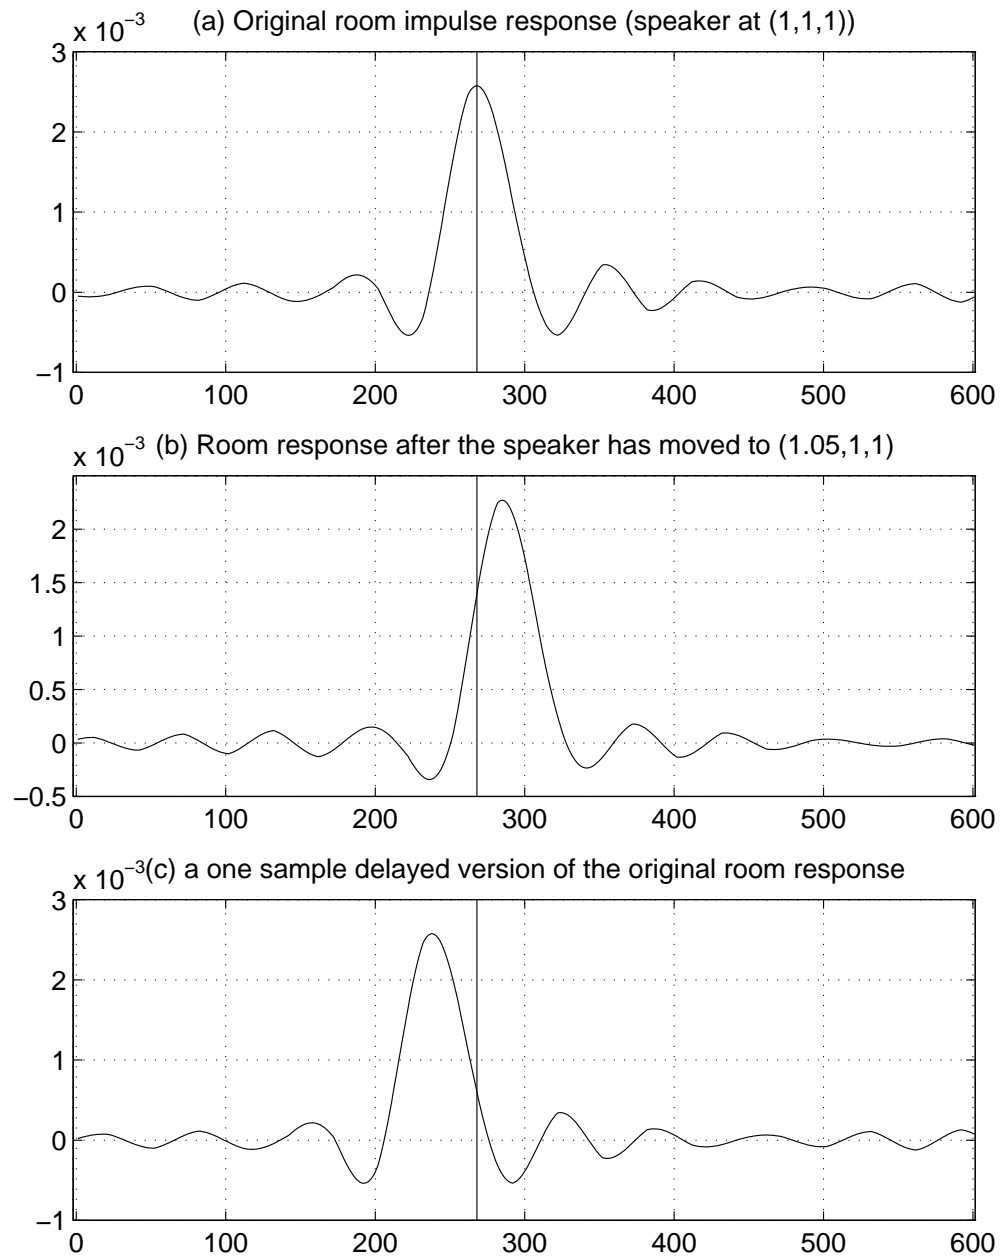 x 10−3 (a) Original room impulse response (speaker at (1,1,1))
3
2
1
0
−1
0 100 200 300 400 500 600
x 10−3 (b) Room response after the speaker has moved to (1.05,1,1)
2
1.5
1
0.5
0
−0.5
0 100 200 300 400 500 600
x 10−3(c) a one sample delayed version of the original room response
3
2
1
0
−1
0 100 200 300 400 500 600